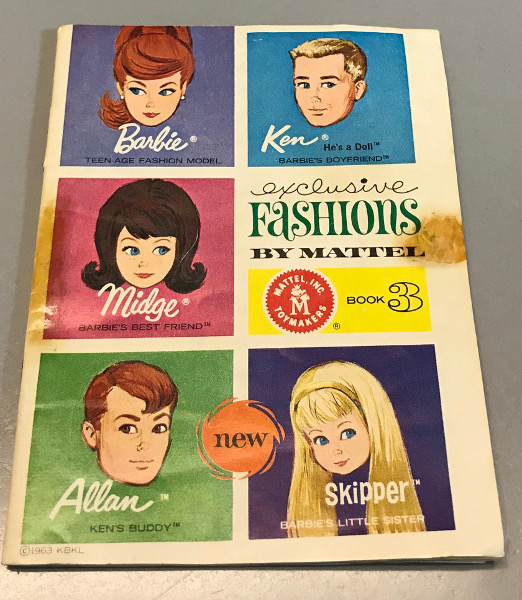 Barbie®
TEEN-AGE FASHION MODEL
Ken® He's a Doll™
BARBIE'S BOYFRIEND™
exclusive
FASHIONS
BY MATTEL
Midge®
BARBIE'S BEST FRIEND™
MATTEL, INC.
M
TOYMAKERS
®
BOOK 3
Allan™
KEN'S BUDDY™
new
Skipper™
BARBIE'S LITTLE SISTER
©1963 KBKL